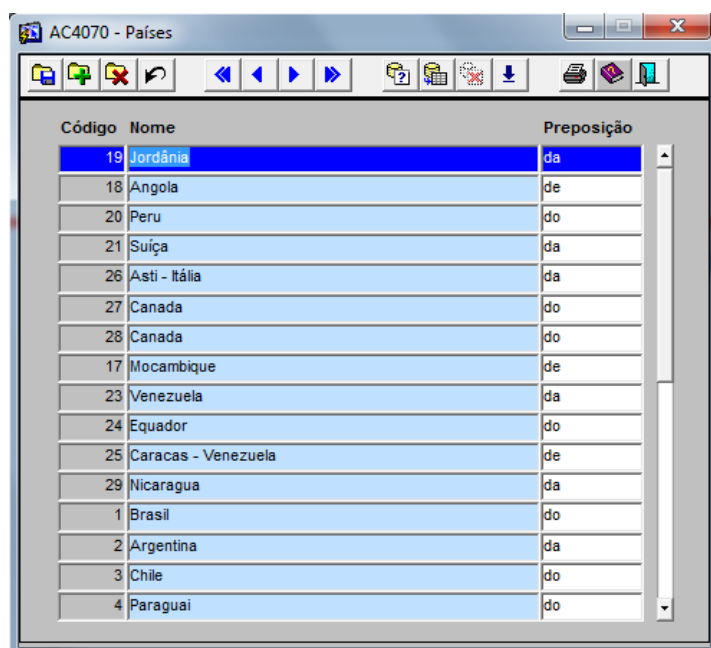 AC4070 - Países
Código Nome Preposição
19 Jordânia da
18 Angola de
20 Peru do
21 Suíça da
26 Asti - Itália da
27 Canada do
28 Canada do
17 Mocambique de
23 Venezuela da
24 Equador do
25 Caracas - Venezuela de
29 Nicaragua da
1 Brasil do
2 Argentina da
3 Chile do
4 Paraguai do